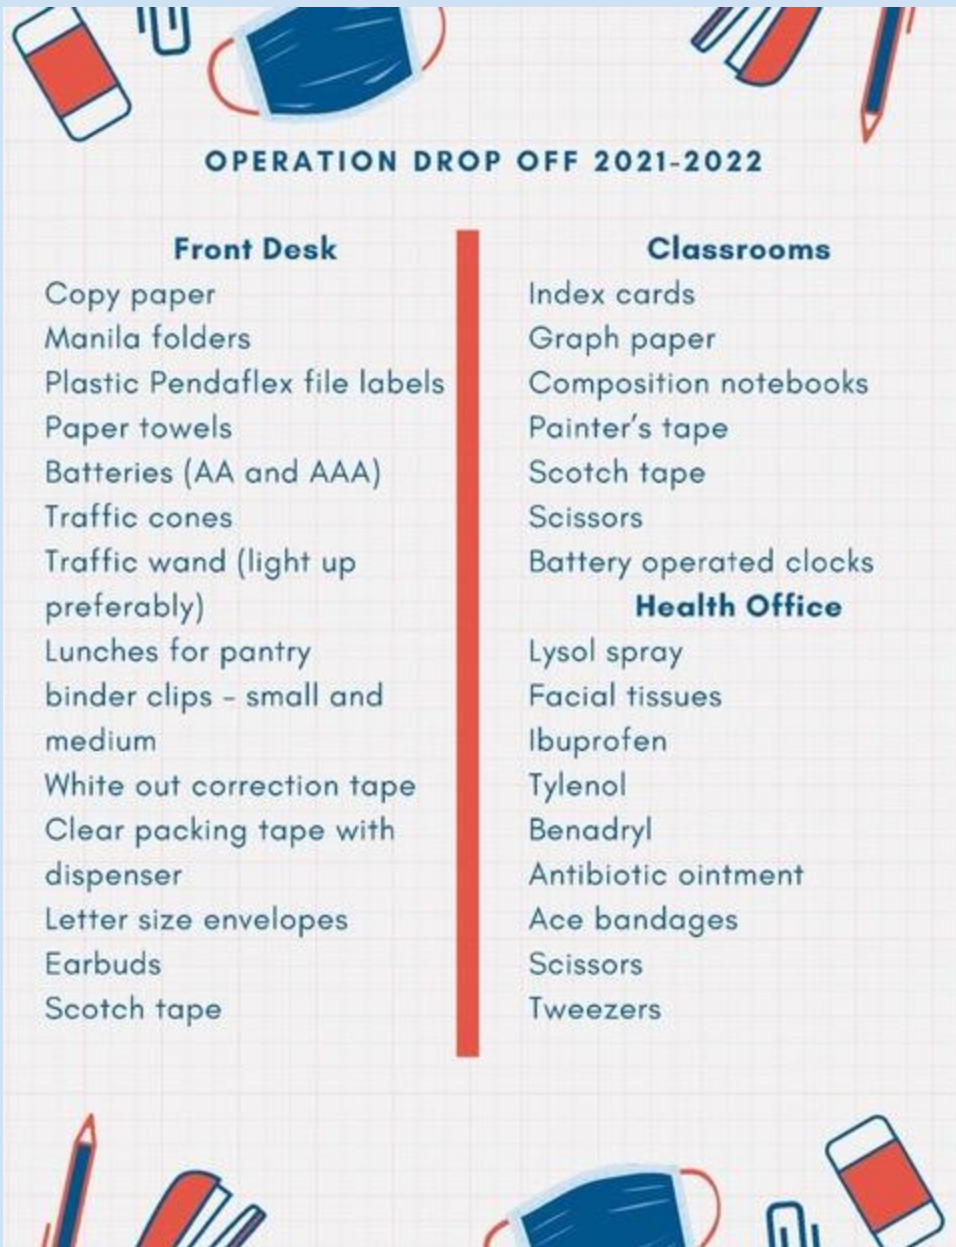 OPERATION DROP OFF 2021-2022
Front Desk
Copy paper
Manila folders
Plastic Pendaflex file labels
Paper towels
Batteries (AA and AAA)
Traffic cones
Traffic wand (light up
preferably)
Lunches for pantry
binder clips - small and
medium
White out correction tape
Clear packing tape with
dispenser
Letter size envelopes
Earbuds
Scotch tape
Classrooms
Index cards
Graph paper
Composition notebooks
Painter's tape
Scotch tape
Scissors
Battery operated clocks
Health Office
Lysol spray
Facial tissues
Ibuprofen
Tylenol
Benadryl
Antibiotic ointment
Ace bandages
Scissors
Tweezers